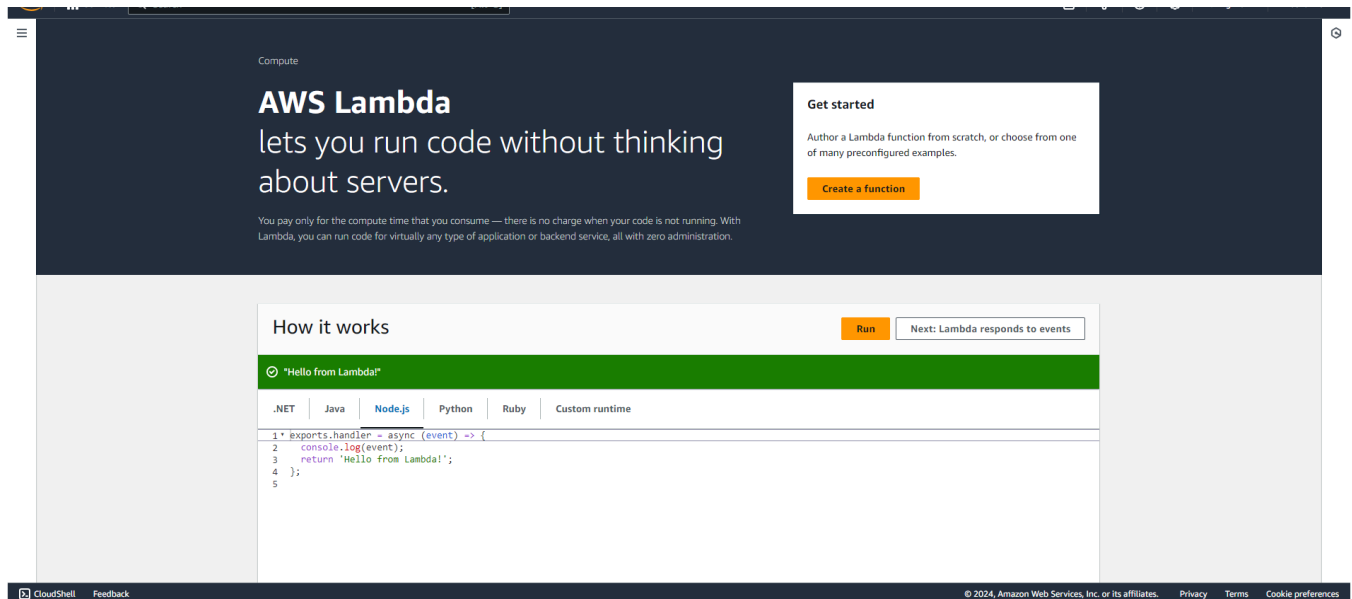 Compute
AWS Lambda
lets you run code without thinking
about servers.
You pay only for the compute time that you consume — there is no charge when your code is not running. With
Lambda, you can run code for virtually any type of application or backend service, all with zero administration.
Get started
Author a Lambda function from scratch, or choose from one
of many preconfigured examples.
Create a function
How it works
Run
Next: Lambda responds to events
"Hello from Lambda!"
.NET Java Node.js Python Ruby Custom runtime
1 exports.handler = async (event) => {
2 console.log(event);
3 return 'Hello from Lambda!';
4 };
5
CloudShell Feedback © 2024, Amazon Web Services, Inc. or its affiliates. Privacy Terms Cookie preferences